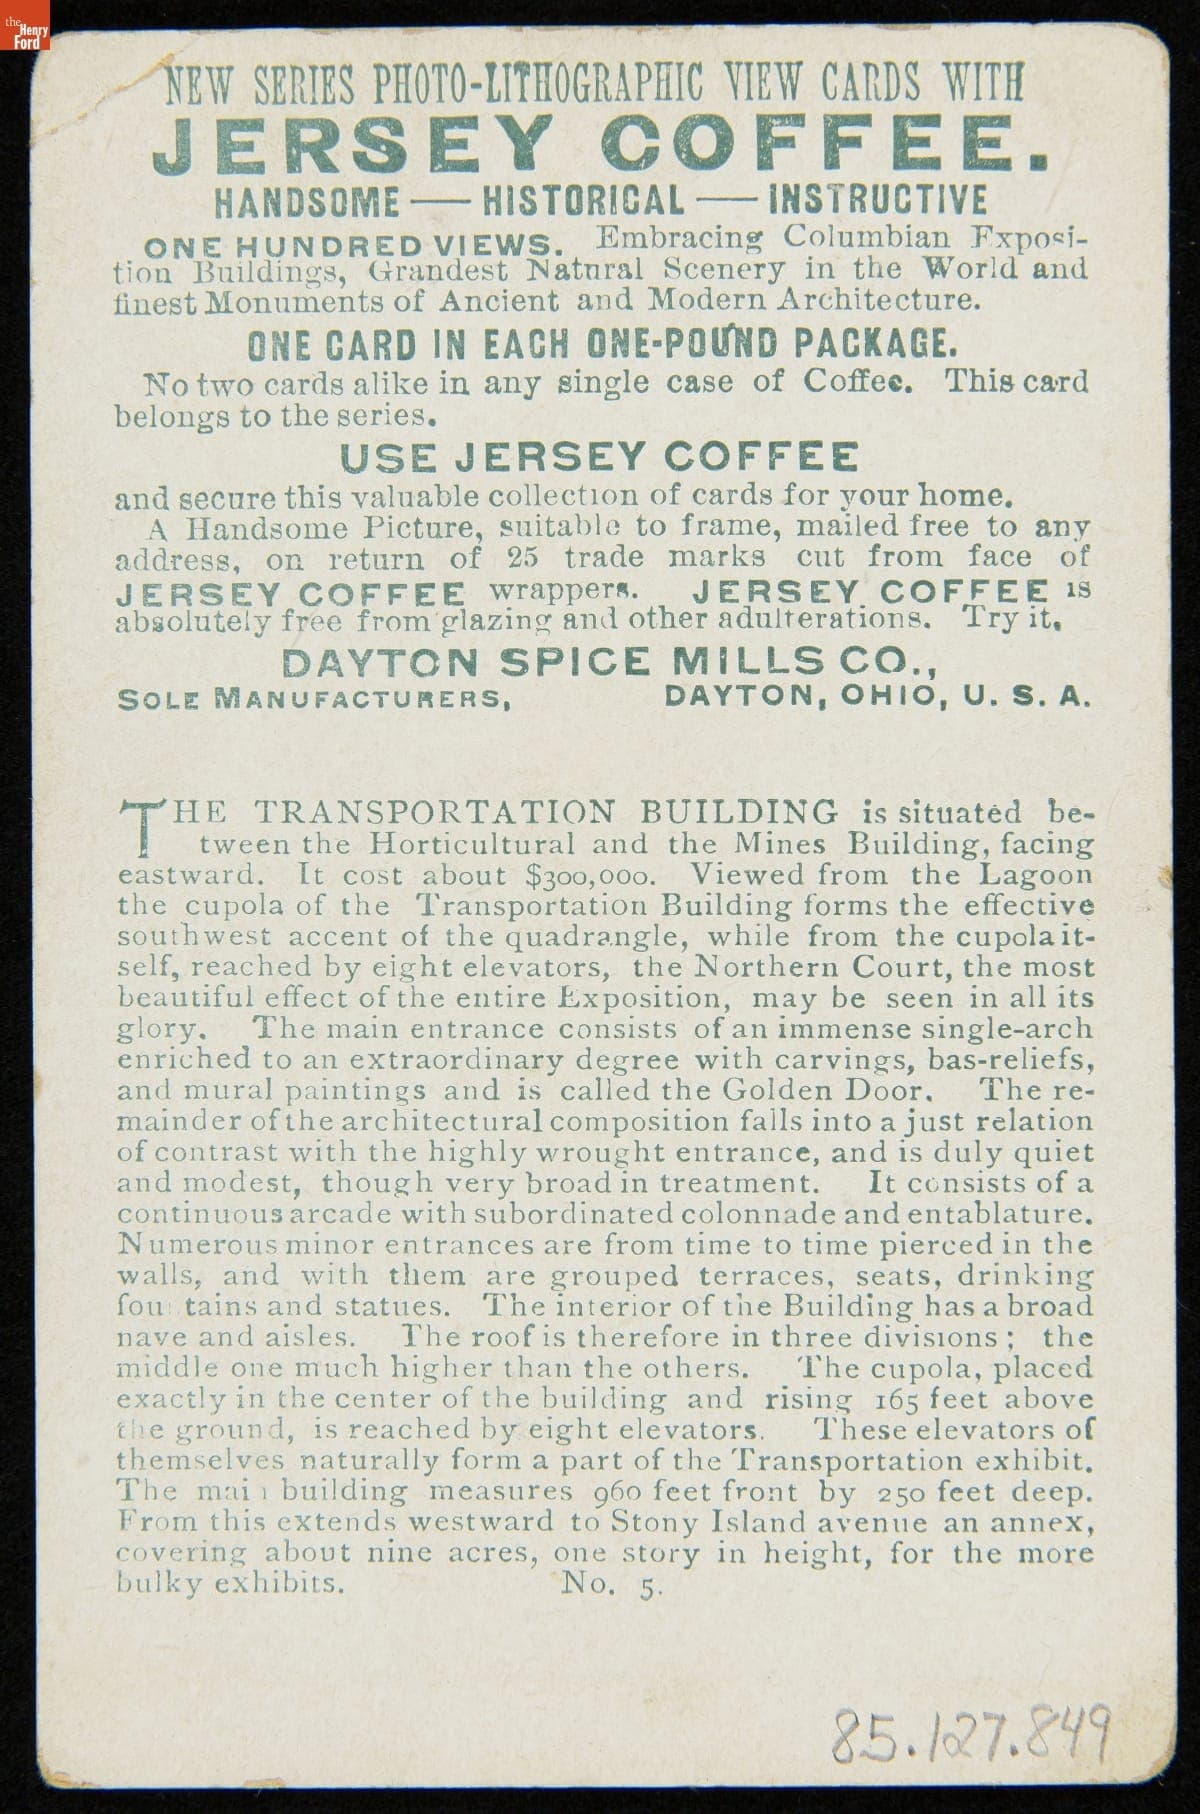 the
Henry
Ford
NEW SERIES PHOTO-LITHOGRAPHIC VIEW CARDS WITH
JERSEY COFFEE.
HANDSOME — HISTORICAL — INSTRUCTIVE
ONE HUNDRED VIEWS. Embracing Columbian Exposi-
tion Buildings, Grandest Natural Scenery in the World and
finest Monuments of Ancient and Modern Architecture.
ONE CARD IN EACH ONE-POUND PACKAGE.
No two cards alike in any single case of Coffee. This card
belongs to the series.
USE JERSEY COFFEE
and secure this valuable collection of cards for your home.
A Handsome Picture, suitable to frame, mailed free to any
address, on return of 25 trade marks cut from face of
JERSEY COFFEE wrappers. JERSEY COFFEE is
absolutely free from glazing and other adulterations. Try it.
DAYTON SPICE MILLS CO.,
SOLE MANUFACTURERS, DAYTON, OHIO, U. S. A.
THE TRANSPORTATION BUILDING is situated be-
tween the Horticultural and the Mines Building, facing
eastward. It cost about $300,000. Viewed from the Lagoon
the cupola of the Transportation Building forms the effective
southwest accent of the quadrangle, while from the cupola it-
self, reached by eight elevators, the Northern Court, the most
beautiful effect of the entire Exposition, may be seen in all its
glory. The main entrance consists of an immense single-arch
enriched to an extraordinary degree with carvings, bas-reliefs,
and mural paintings and is called the Golden Door. The re-
mainder of the architectural composition falls into a just relation
of contrast with the highly wrought entrance, and is duly quiet
and modest, though very broad in treatment. It consists of a
continuous arcade with subordinated colonnade and entablature.
Numerous minor entrances are from time to time pierced in the
walls, and with them are grouped terraces, seats, drinking
fountains and statues. The interior of the Building has a broad
nave and aisles. The roof is therefore in three divisions; the
middle one much higher than the others. The cupola, placed
exactly in the center of the building and rising 165 feet above
the ground, is reached by eight elevators. These elevators of
themselves naturally form a part of the Transportation exhibit.
The main building measures 960 feet front by 250 feet deep.
From this extends westward to Stony Island avenue an annex,
covering about nine acres, one story in height, for the more
bulky exhibits. No. 5.
85.127.849